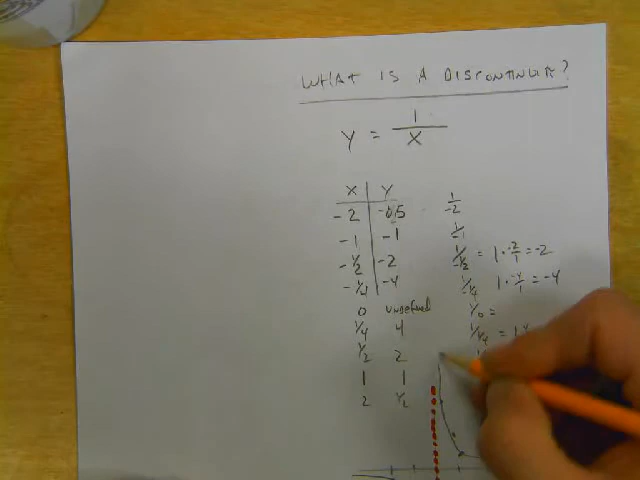 WHAT IS A DISCONTINUITY?
y = 1/x
X Y
-2 -0.5 1/-2
-1 -1 1/-1
-1/2 -2 1/-1/2 = 1·-2/1 = -2
-1/4 -4 1/-1/4 1·-4/1 = -4
0 undefined 1/0 =
1/4 4 1/1/4 =
1/2 2
1 1
2 1/2